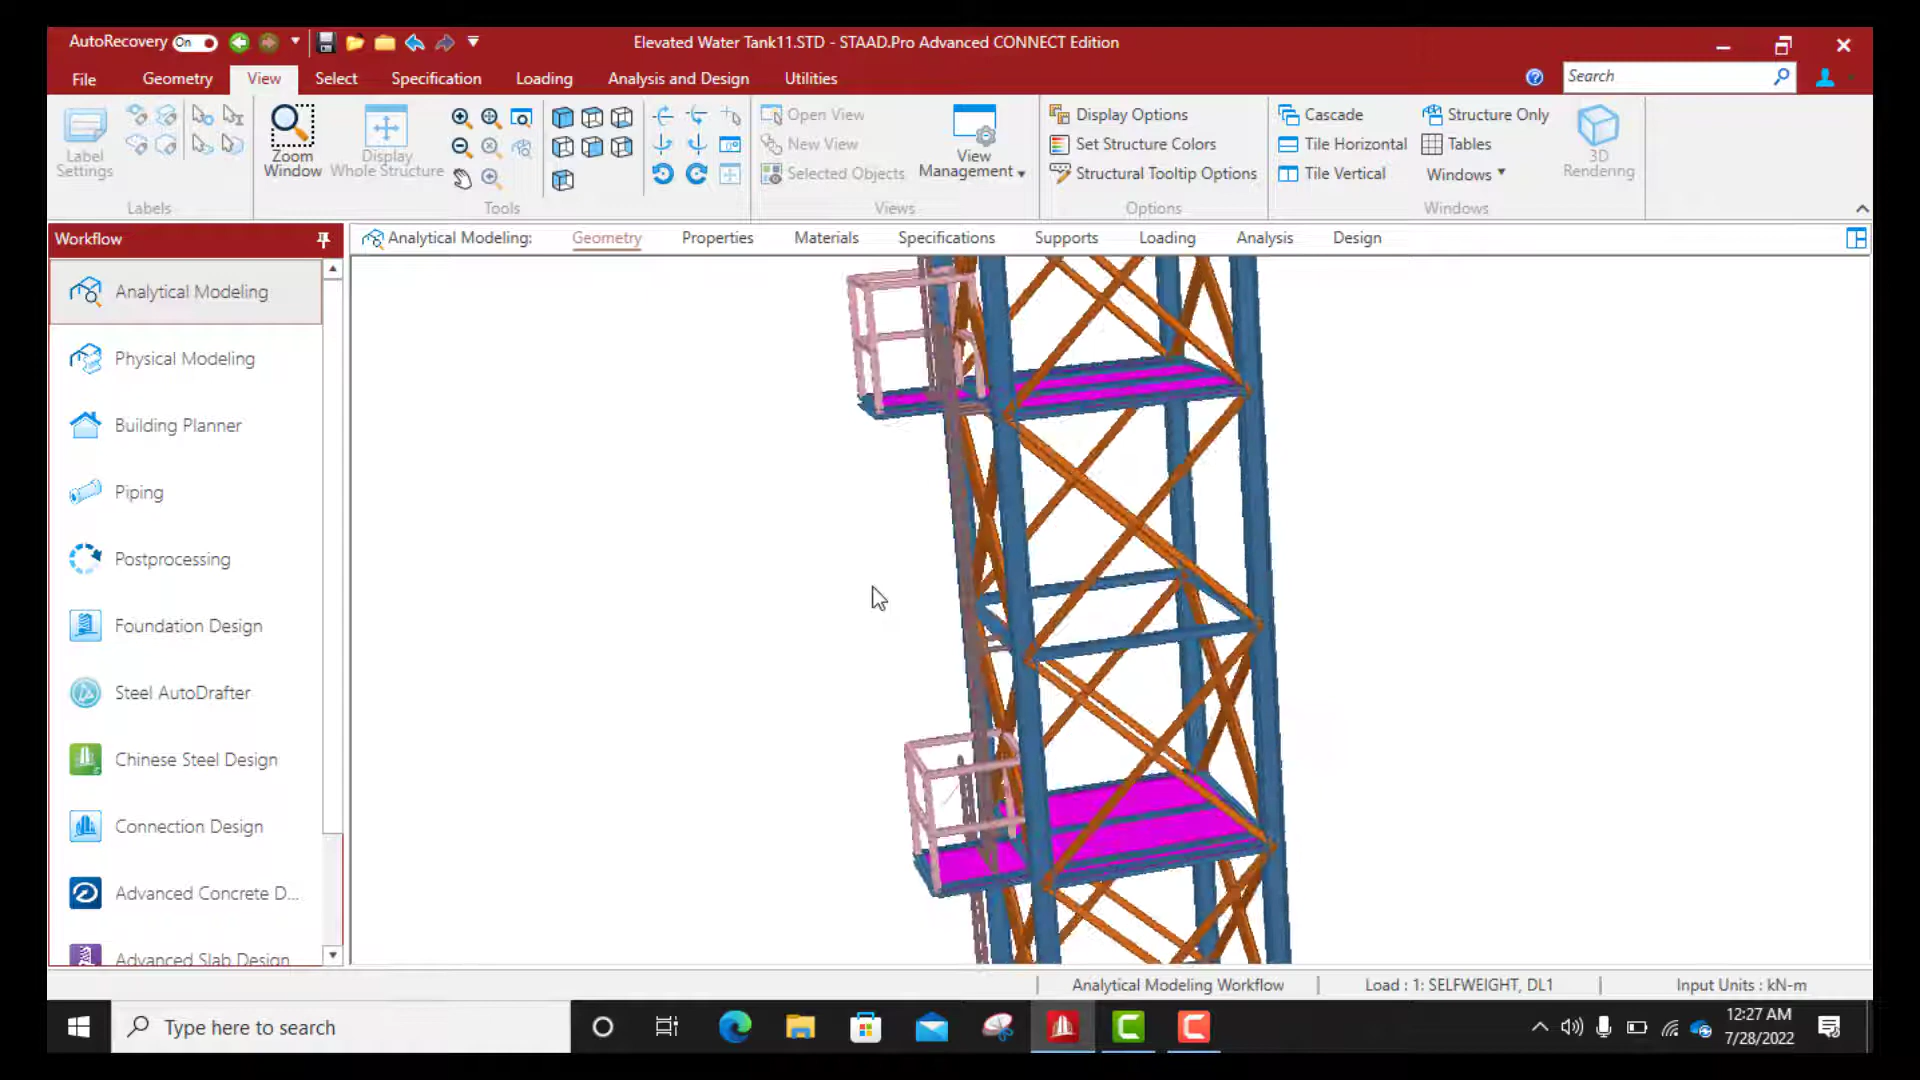 AutoRecovery On
Elevated Water Tank11.STD - STAAD.Pro Advanced CONNECT Edition
File Geometry View Select Specification Loading Analysis and Design Utilities
Search
Label Settings
Zoom Window
Display Whole Structure
Open View
New View
Selected Objects
View Management
Display Options
Set Structure Colors
Structural Tooltip Options
Cascade
Tile Horizontal
Tile Vertical
Structure Only
Tables
Windows
3D Rendering
Labels Tools Views Options Windows
Workflow
Analytical Modeling: Geometry Properties Materials Specifications Supports Loading Analysis Design
Analytical Modeling
Physical Modeling
Building Planner
Piping
Postprocessing
Foundation Design
Steel AutoDrafter
Chinese Steel Design
Connection Design
Advanced Concrete D...
Advanced Slab Design
Analytical Modeling Workflow
Load : 1: SELFWEIGHT, DL1
Input Units : kN-m
Type here to search
12:27 AM
7/28/2022